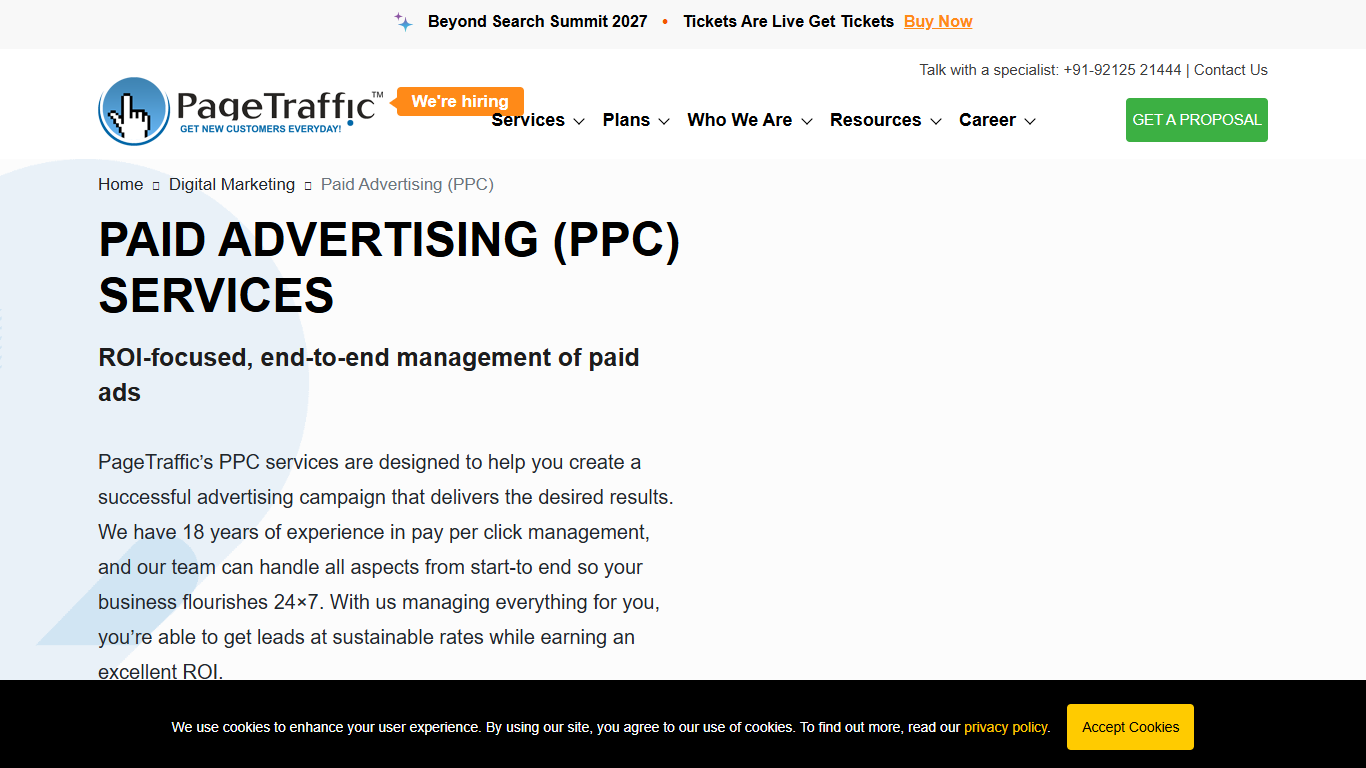 Beyond Search Summit 2027 • Tickets Are Live Get Tickets Buy Now
Talk with a specialist: +91-92125 21444 | Contact Us
PageTraffic™
GET NEW CUSTOMERS EVERYDAY!
We're hiring
Services Plans Who We Are Resources Career
GET A PROPOSAL
Home Digital Marketing Paid Advertising (PPC)
PAID ADVERTISING (PPC)
SERVICES
ROI-focused, end-to-end management of paid
ads
PageTraffic’s PPC services are designed to help you create a
successful advertising campaign that delivers the desired results.
We have 18 years of experience in pay per click management,
and our team can handle all aspects from start-to end so your
business flourishes 24×7. With us managing everything for you,
you’re able to get leads at sustainable rates while earning an
excellent ROI.
We use cookies to enhance your user experience. By using our site, you agree to our use of cookies. To find out more, read our privacy policy.
Accept Cookies